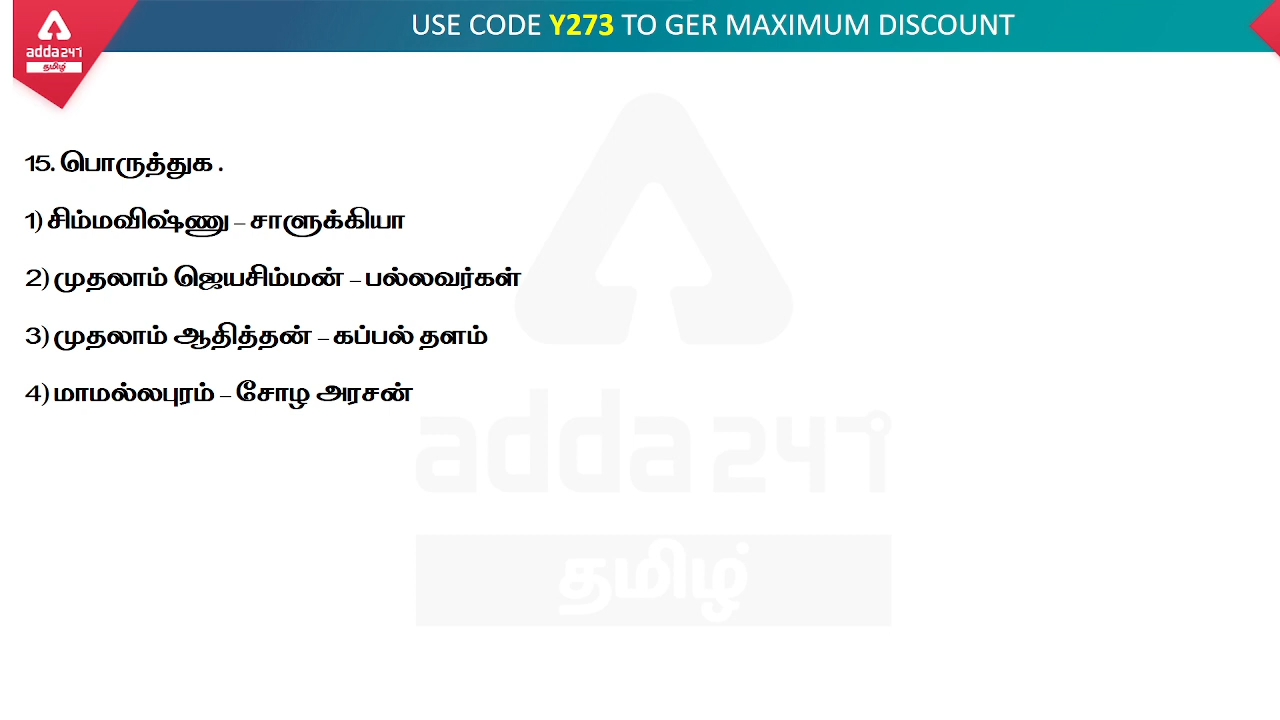 USE CODE Y273 TO GER MAXIMUM DISCOUNT
adda247
தமிழ்
15. பொருத்துக .
1) சிம்மவிஷ்ணு – சாளுக்கியா
2) முதலாம் ஜெயசிம்மன் – பல்லவர்கள்
3) முதலாம் ஆதித்தன் – கப்பல் தளம்
4) மாமல்லபுரம் – சோழ அரசன்
adda247
தமிழ்